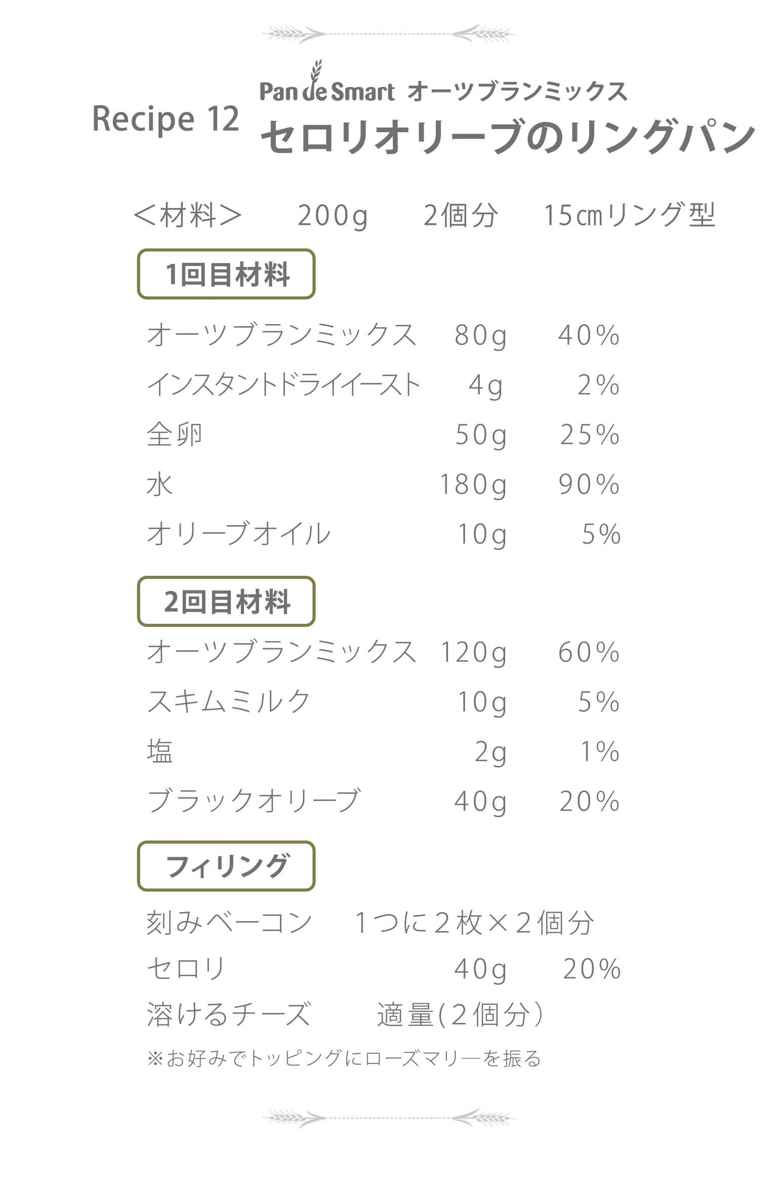 Pan de Smart オーツブランミックス
Recipe 12 セロリオリーブのリングパン
＜材料＞ 200g 2個分 15㎝リング型
1回目材料
オーツブランミックス 80g 40%
インスタントドライイースト 4g 2%
全卵 50g 25%
水 180g 90%
オリーブオイル 10g 5%
2回目材料
オーツブランミックス 120g 60%
スキムミルク 10g 5%
塩 2g 1%
ブラックオリーブ 40g 20%
フィリング
刻みベーコン 1つに２枚×２個分
セロリ 40g 20%
溶けるチーズ 適量(２個分）
※お好みでトッピングにローズマリ―を振る